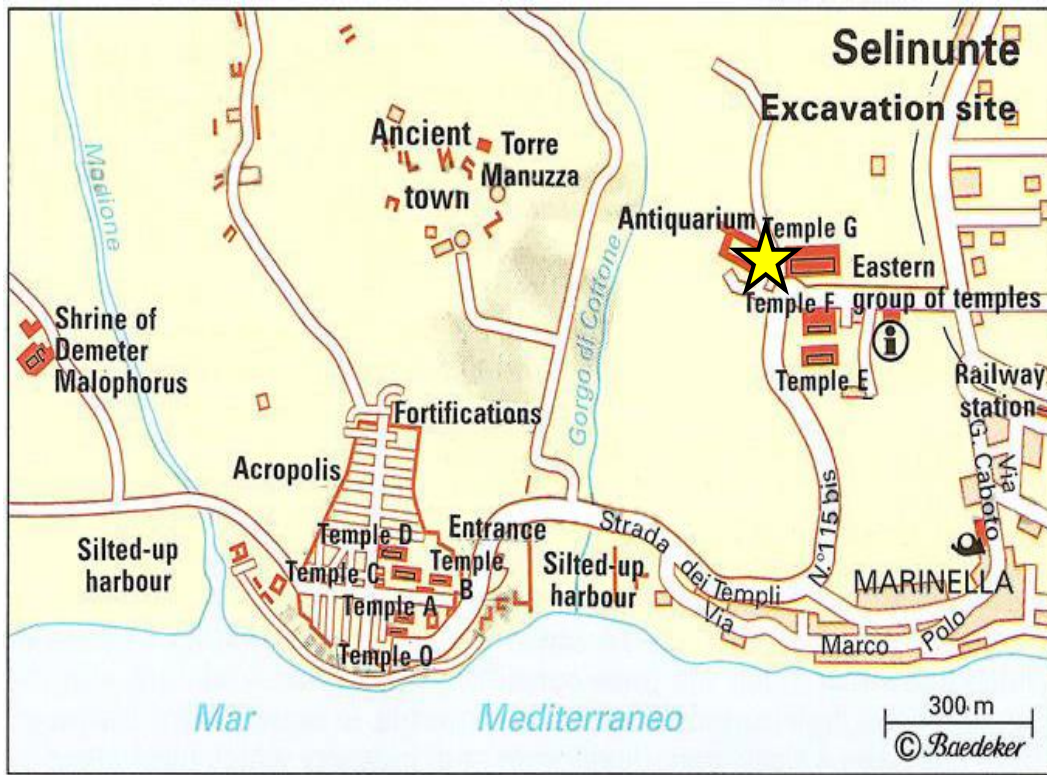 Selinunte
Excavation site
Madione
Ancient
town
Torre
Manuzza
Antiquarium
Temple G
Eastern
group of temples
Temple F
Temple E
i
Gorgo di Cottone
Shrine of
Demeter
Malophorus
Railway
station
Fortifications
Acropolis
Via
G. Caboto
N.º 115 bis
Entrance
Strada
dei Templi
Silted-up
harbour
Temple D
Temple C
Temple
B
Temple A
Temple O
Silted-up
harbour
MARINELLA
Via
Marco
Polo
Mar
Mediterraneo
300 m
© Baedeker